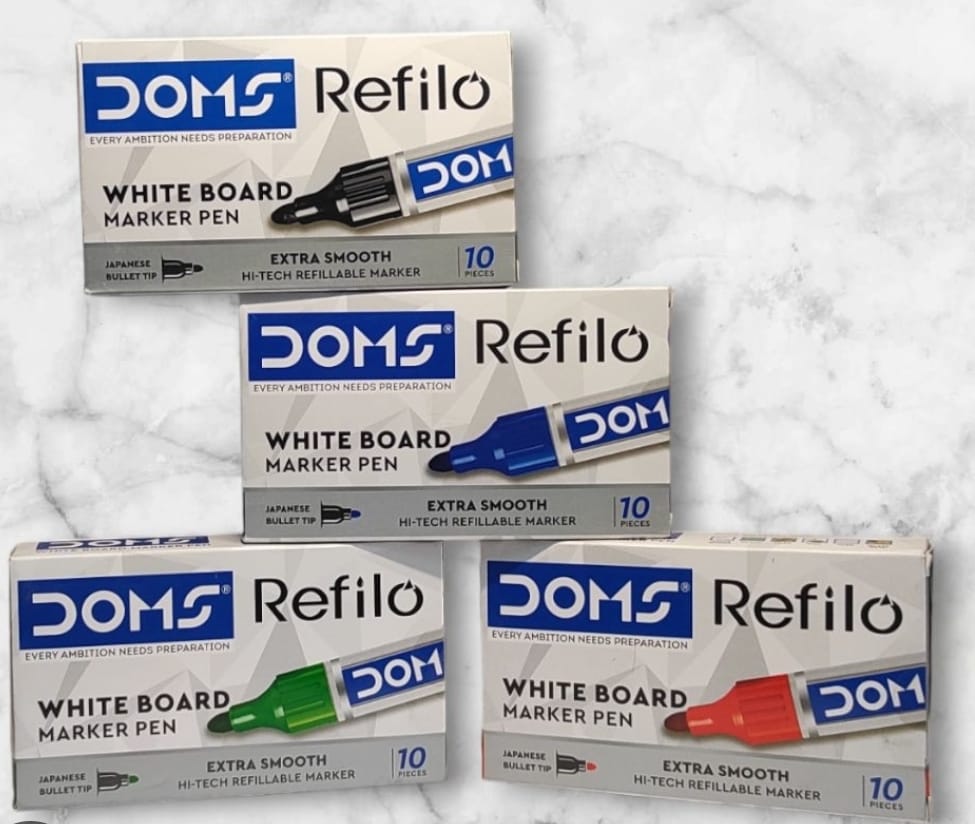 DOMS® Refilo
EVERY AMBITION NEEDS PREPARATION
DOM
WHITE BOARD
MARKER PEN
JAPANESE
BULLET TIP
EXTRA SMOOTH
HI-TECH REFILLABLE MARKER
10
PIECES
DOMS® Refilo
EVERY AMBITION NEEDS PREPARATION
DOM
WHITE BOARD
MARKER PEN
JAPANESE
BULLET TIP
EXTRA SMOOTH
HI-TECH REFILLABLE MARKER
10
PIECES
DOMS® Refilo
EVERY AMBITION NEEDS PREPARATION
DOM
WHITE BOARD
MARKER PEN
JAPANESE
BULLET TIP
EXTRA SMOOTH
HI-TECH REFILLABLE MARKER
10
PIECES
DOMS® Refilo
EVERY AMBITION NEEDS PREPARATION
DOM
WHITE BOARD
MARKER PEN
JAPANESE
BULLET TIP
EXTRA SMOOTH
HI-TECH REFILLABLE MARKER
10
PIECES